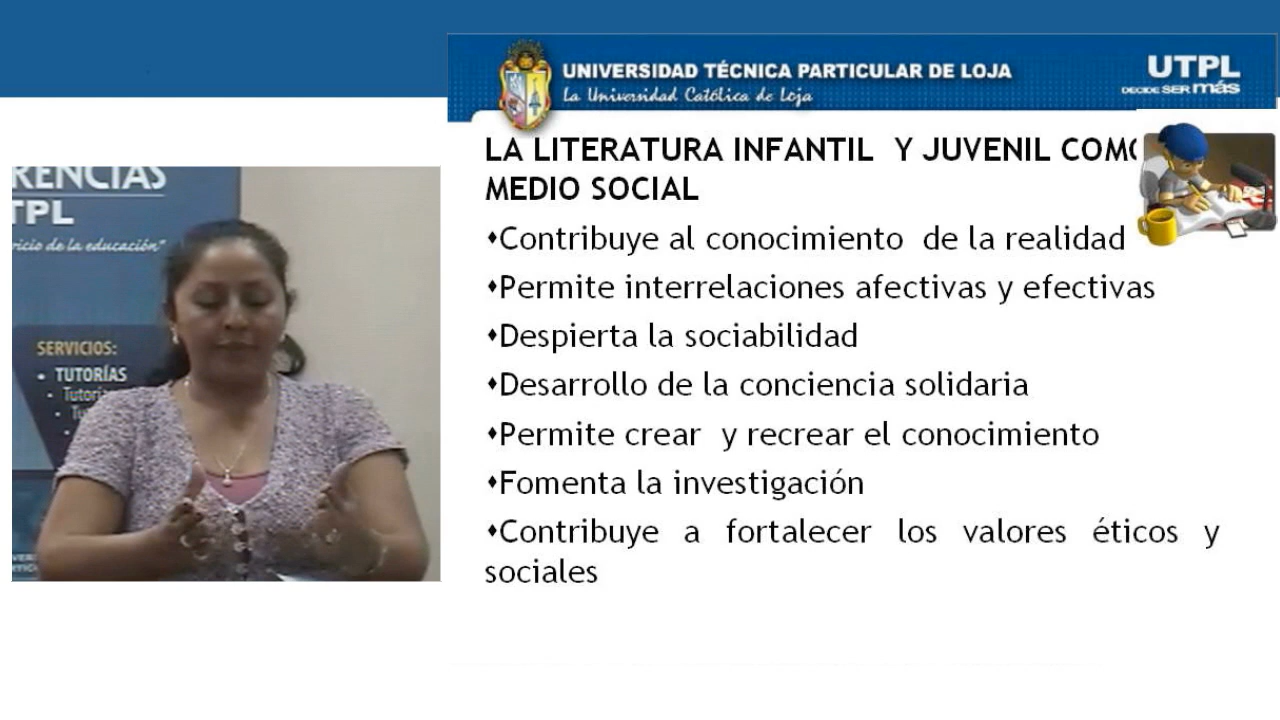 UNIVERSIDAD TÉCNICA PARTICULAR DE LOJA
La Universidad Católica de Loja
UTPL
DECIDE SER más
LA LITERATURA INFANTIL Y JUVENIL COMO
MEDIO SOCIAL
♦Contribuye al conocimiento de la realidad
♦Permite interrelaciones afectivas y efectivas
♦Despierta la sociabilidad
♦Desarrollo de la conciencia solidaria
♦Permite crear y recrear el conocimiento
♦Fomenta la investigación
♦Contribuye a fortalecer los valores éticos y
sociales
RENCIAS
TPL
ricio de la educación"
SERVICIOS:
• TUTORÍAS